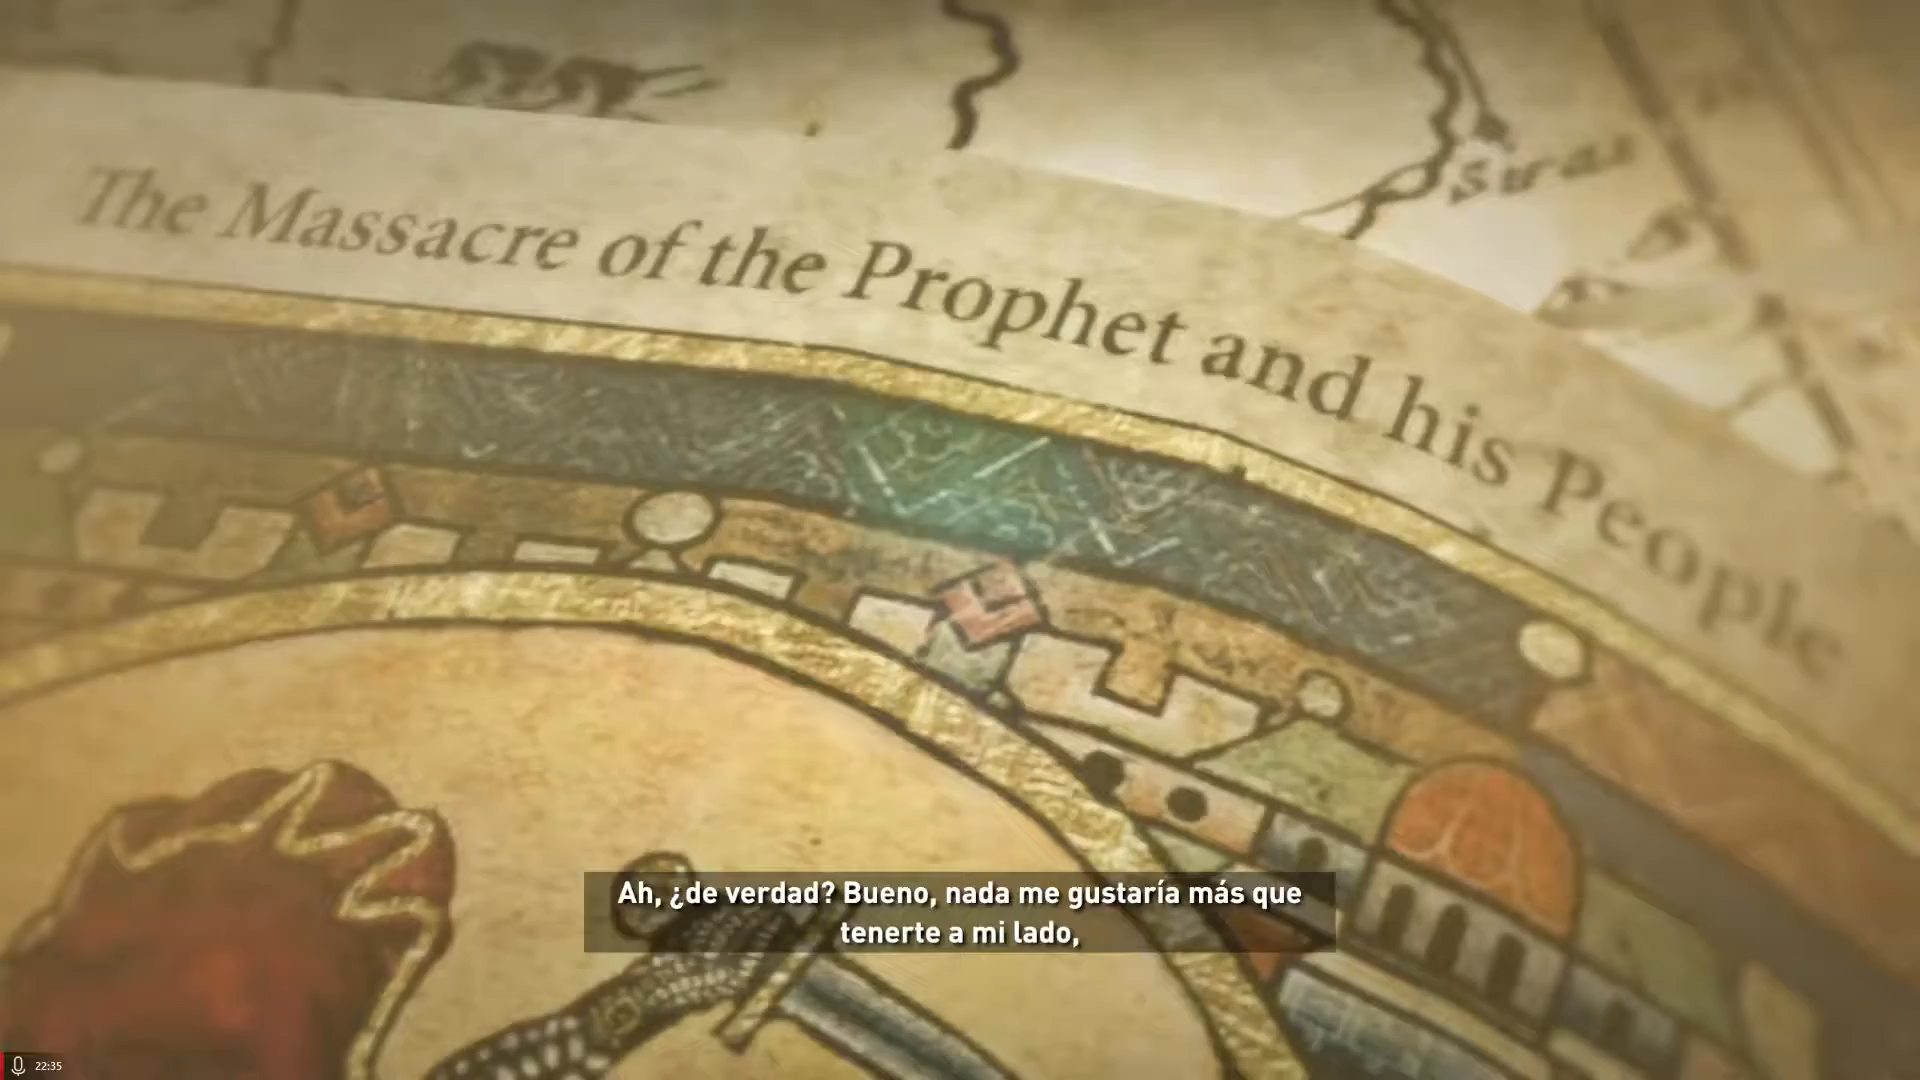 Suras
The Massacre of the Prophet and his People
Ah, ¿de verdad? Bueno, nada me gustaría más que
tenerte a mi lado,
22:35